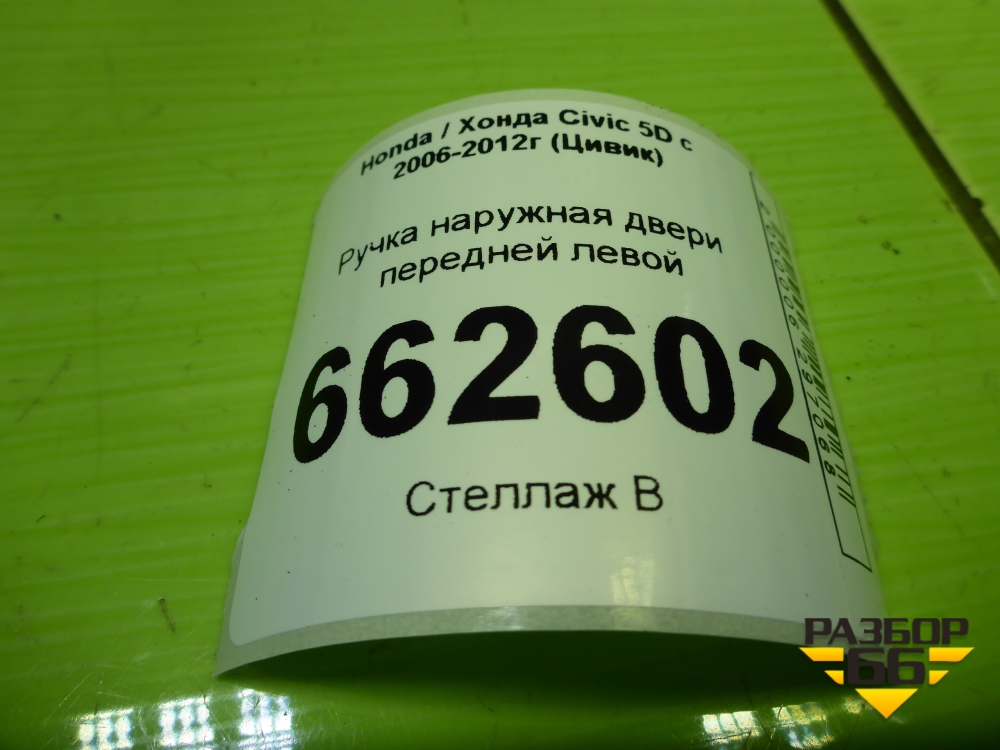 Honda / Хонда Civic 5D с
2006-2012г (Цивик)
Ручка наружная двери
передней левой
662602
Стеллаж В
РАЗБОР
66